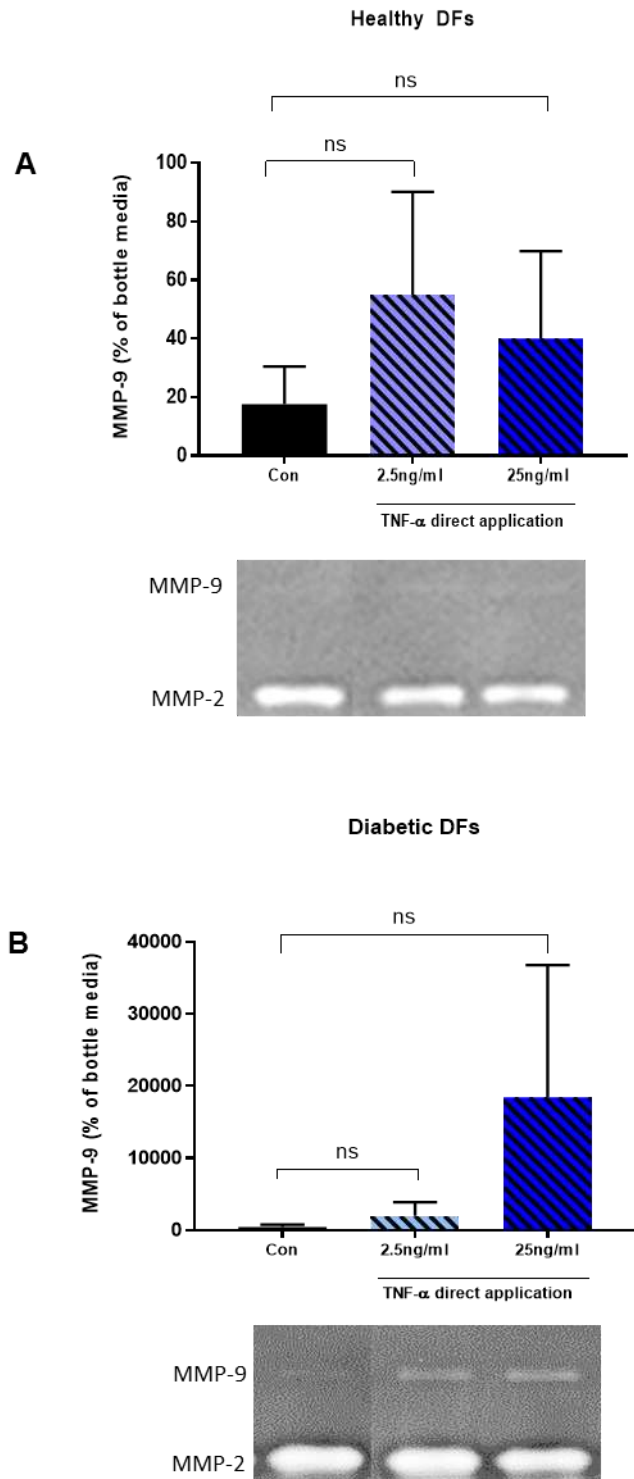 Healthy DFs
ns
ns
A
MMP-9 (% of bottle media)
100
80
60
40
20
0
Con
2.5ng/ml
25ng/ml
TNF-α direct application
MMP-9
MMP-2
Diabetic DFs
ns
B
MMP-9 (% of bottle media)
40000
30000
20000
10000
0
ns
Con
2.5ng/ml
25ng/ml
TNF-α direct application
MMP-9
MMP-2